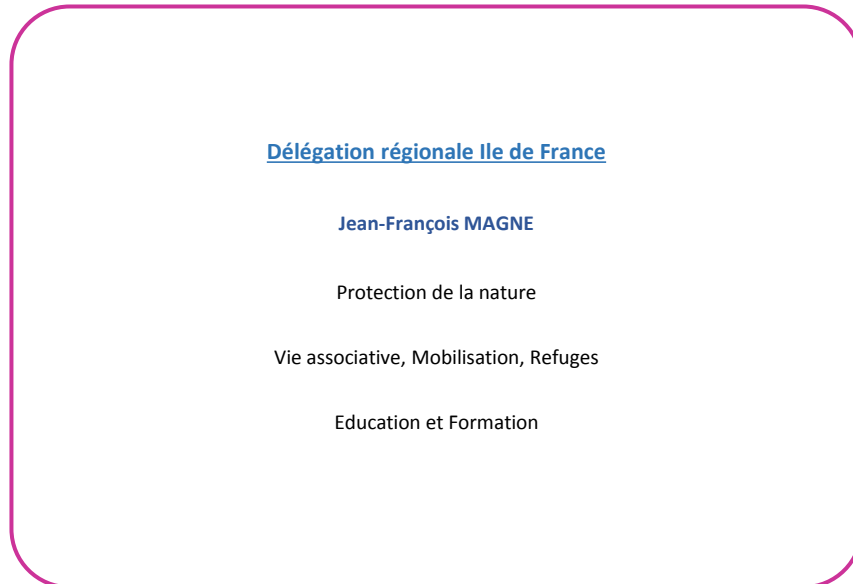 Délégation régionale Ile de France
Jean-François MAGNE
Protection de la nature
Vie associative, Mobilisation, Refuges
Education et Formation